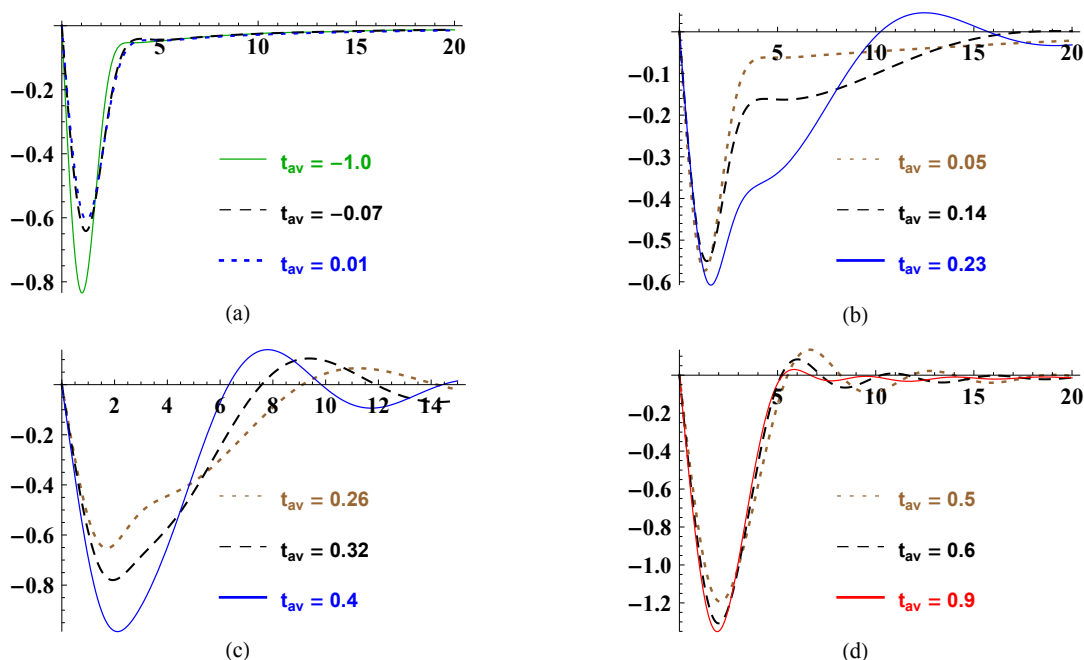 5 10 15 20
−0.2
−0.4
−0.6
−0.8
t_av = −1.0
t_av = −0.07
t_av = 0.01
(a)
5 10 15 20
−0.1
−0.2
−0.3
−0.4
−0.5
−0.6
t_av = 0.05
t_av = 0.14
t_av = 0.23
(b)
2 4 6 8 10 12 14
−0.2
−0.4
−0.6
−0.8
t_av = 0.26
t_av = 0.32
t_av = 0.4
(c)
5 10 15 20
−0.2
−0.4
−0.6
−0.8
−1.0
−1.2
t_av = 0.5
t_av = 0.6
t_av = 0.9
(d)